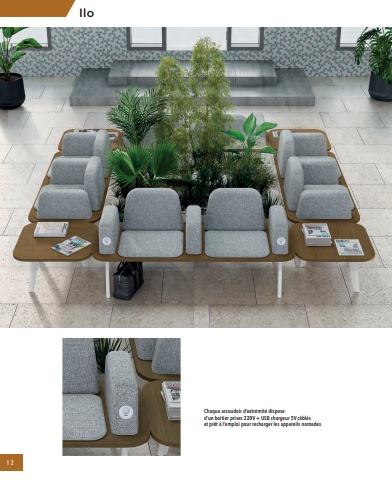 Ilo
Chaque accoudoir d'extrémité dispose
d'un boitier prises 220V + USB chargeur 5V câblés
et prêt à l'emploi pour recharger les appareils nomades
12